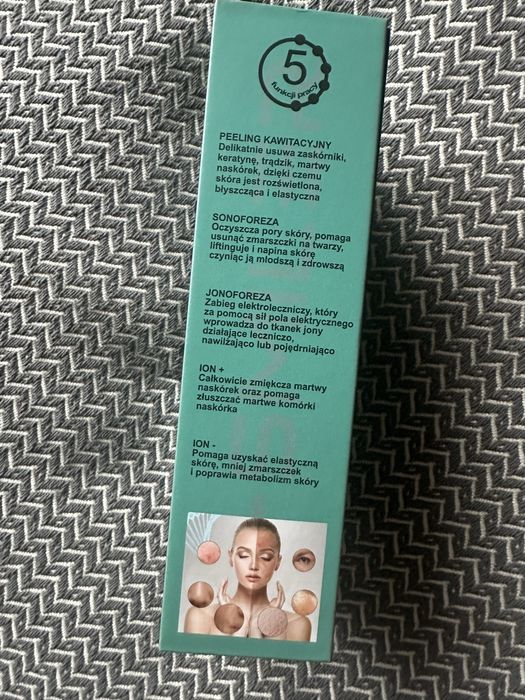 5
funkcji pracy
PEELING KAWITACYJNY
Delikatnie usuwa zaskórniki,
keratynę, trądzik, martwy
naskórek, dzięki czemu
skóra jest rozświetlona,
błyszcząca i elastyczna
SONOFOREZA
Oczyszcza pory skóry, pomaga
usunąć zmarszczki na twarzy,
liftinguje i napina skórę
czyniąc ją młodszą i zdrowszą
JONOFOREZA
Zabieg elektroleczniczy, który
za pomocą sił pola elektrycznego
wprowadza do tkanek jony
działające leczniczo,
nawilżająco lub pojędrniająco
ION +
Całkowicie zmiękcza martwy
naskórek oraz pomaga
złuszczać martwe komórki
naskórka
ION -
Pomaga uzyskać elastyczną
skórę, mniej zmarszczek
i poprawia metabolizm skóry